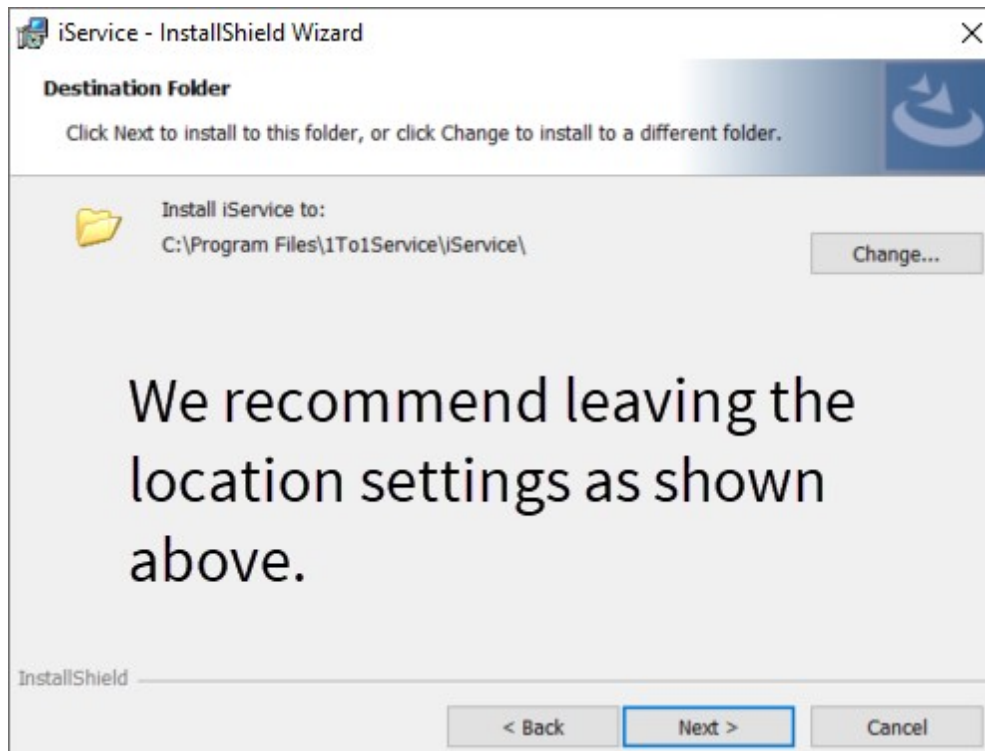 iService - InstallShield Wizard
Destination Folder
Click Next to install to this folder, or click Change to install to a different folder.
Install iService to:
C:\Program Files\1To1Service\iService\
Change...
We recommend leaving the
location settings as shown
above.
InstallShield
< Back
Next >
Cancel